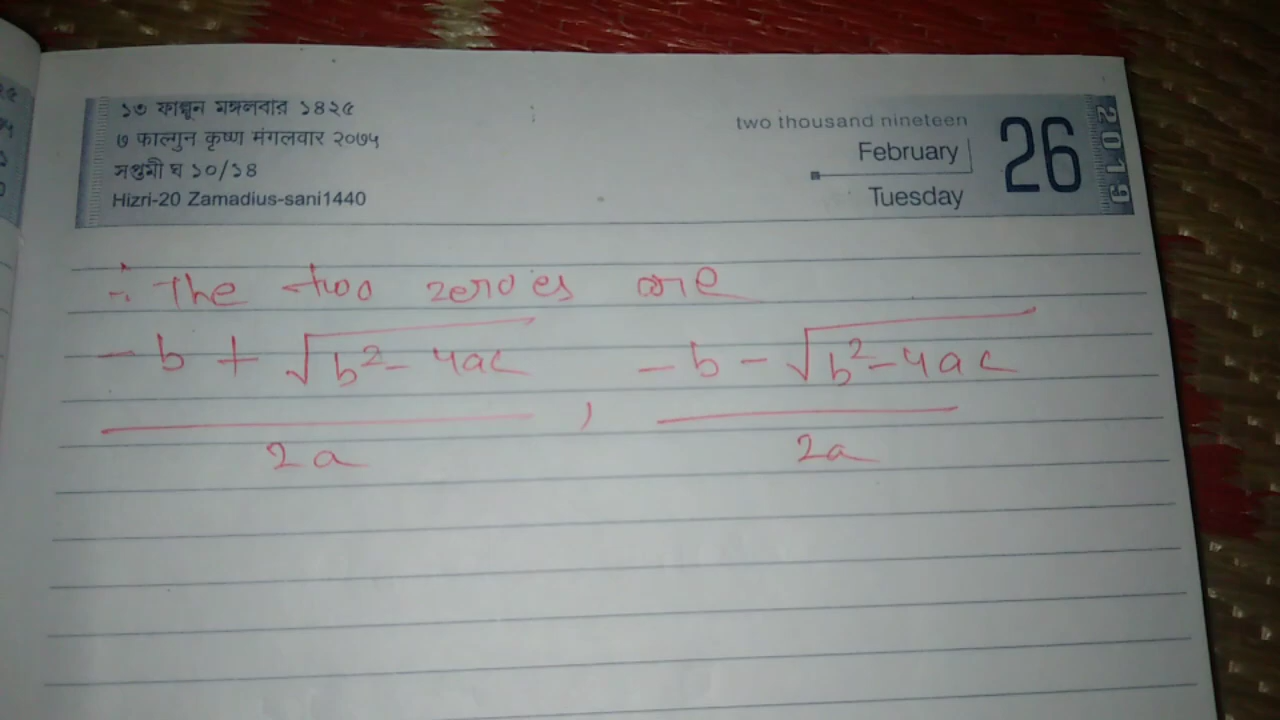 ১৩ ফাল্গুন মঙ্গলবার ১৪২৫
७ फाल्गुन कृष्ण मंगलवार २०७५
সপ্তমী ঘ ১০/১৪
Hizri-20 Zamadius-sani1440
two thousand nineteen
February
Tuesday
26
2019
∴ The two zeroes are
-b + √b²-4ac / 2a , -b - √b²-4ac / 2a